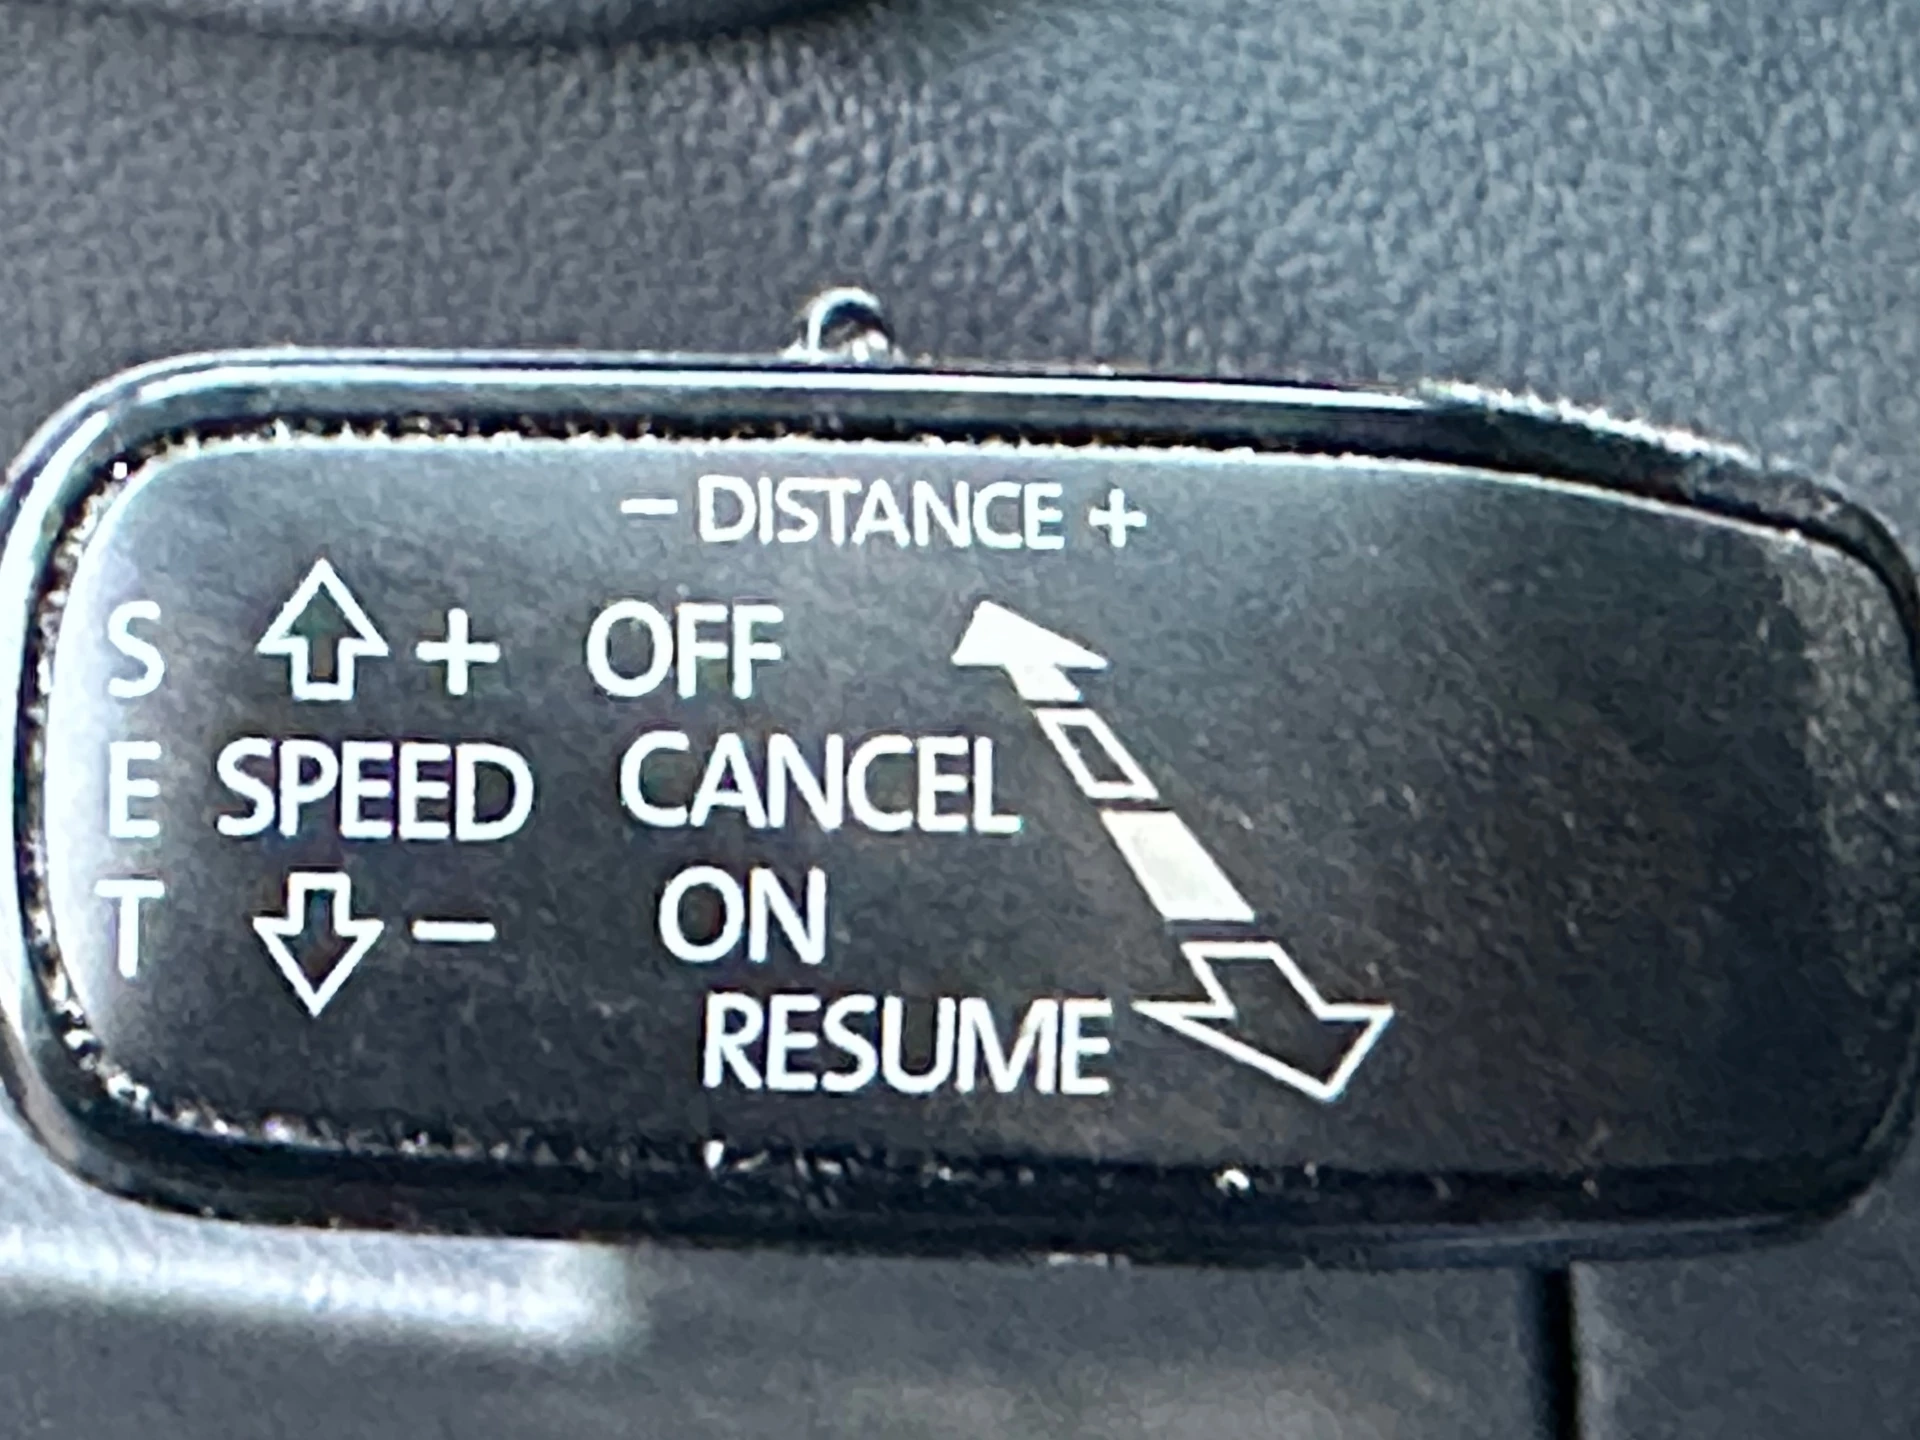 - DISTANCE +
S + OFF
E SPEED CANCEL
T - ON
RESUME